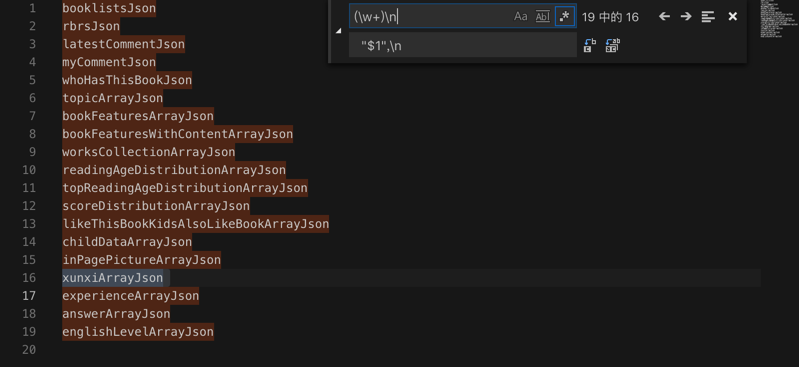 1 booklistsJson
2 rbrsJson
3 latestCommentJson
4 myCommentJson
5 whoHasThisBookJson
6 topicArrayJson
7 bookFeaturesArrayJson
8 bookFeaturesWithContentArrayJson
9 worksCollectionArrayJson
10 readingAgeDistributionArrayJson
11 topReadingAgeDistributionArrayJson
12 scoreDistributionArrayJson
13 likeThisBookKidsAlsoLikeBookArrayJson
14 childDataArrayJson
15 inPagePictureArrayJson
16 xunxiArrayJson
17 experienceArrayJson
18 answerArrayJson
19 englishLevelArrayJson
20
(\w+)\n Aa Abl .* 19 中的 16
"$1",\n